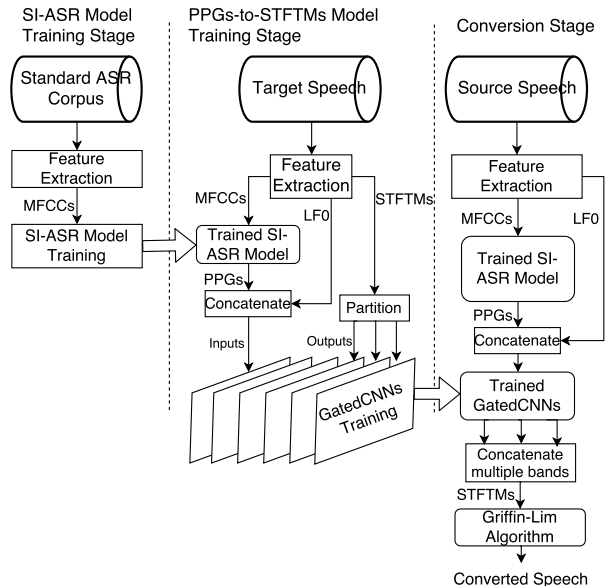 SI-ASR Model
Training Stage
Standard ASR
Corpus
Feature
Extraction
MFCCs
SI-ASR Model
Training
PPGs-to-STFTMs Model
Training Stage
Target Speech
Feature
Extraction
MFCCs
LF0
STFTMs
Trained SI-
ASR Model
PPGs
Concatenate
Partition
Inputs
Outputs
GatedCNNs
Training
Conversion Stage
Source Speech
Feature
Extraction
MFCCs
LF0
Trained SI-
ASR Model
PPGs
Concatenate
Trained
GatedCNNs
Concatenate
multiple bands
STFTMs
Griffin-Lim
Algorithm
Converted Speech